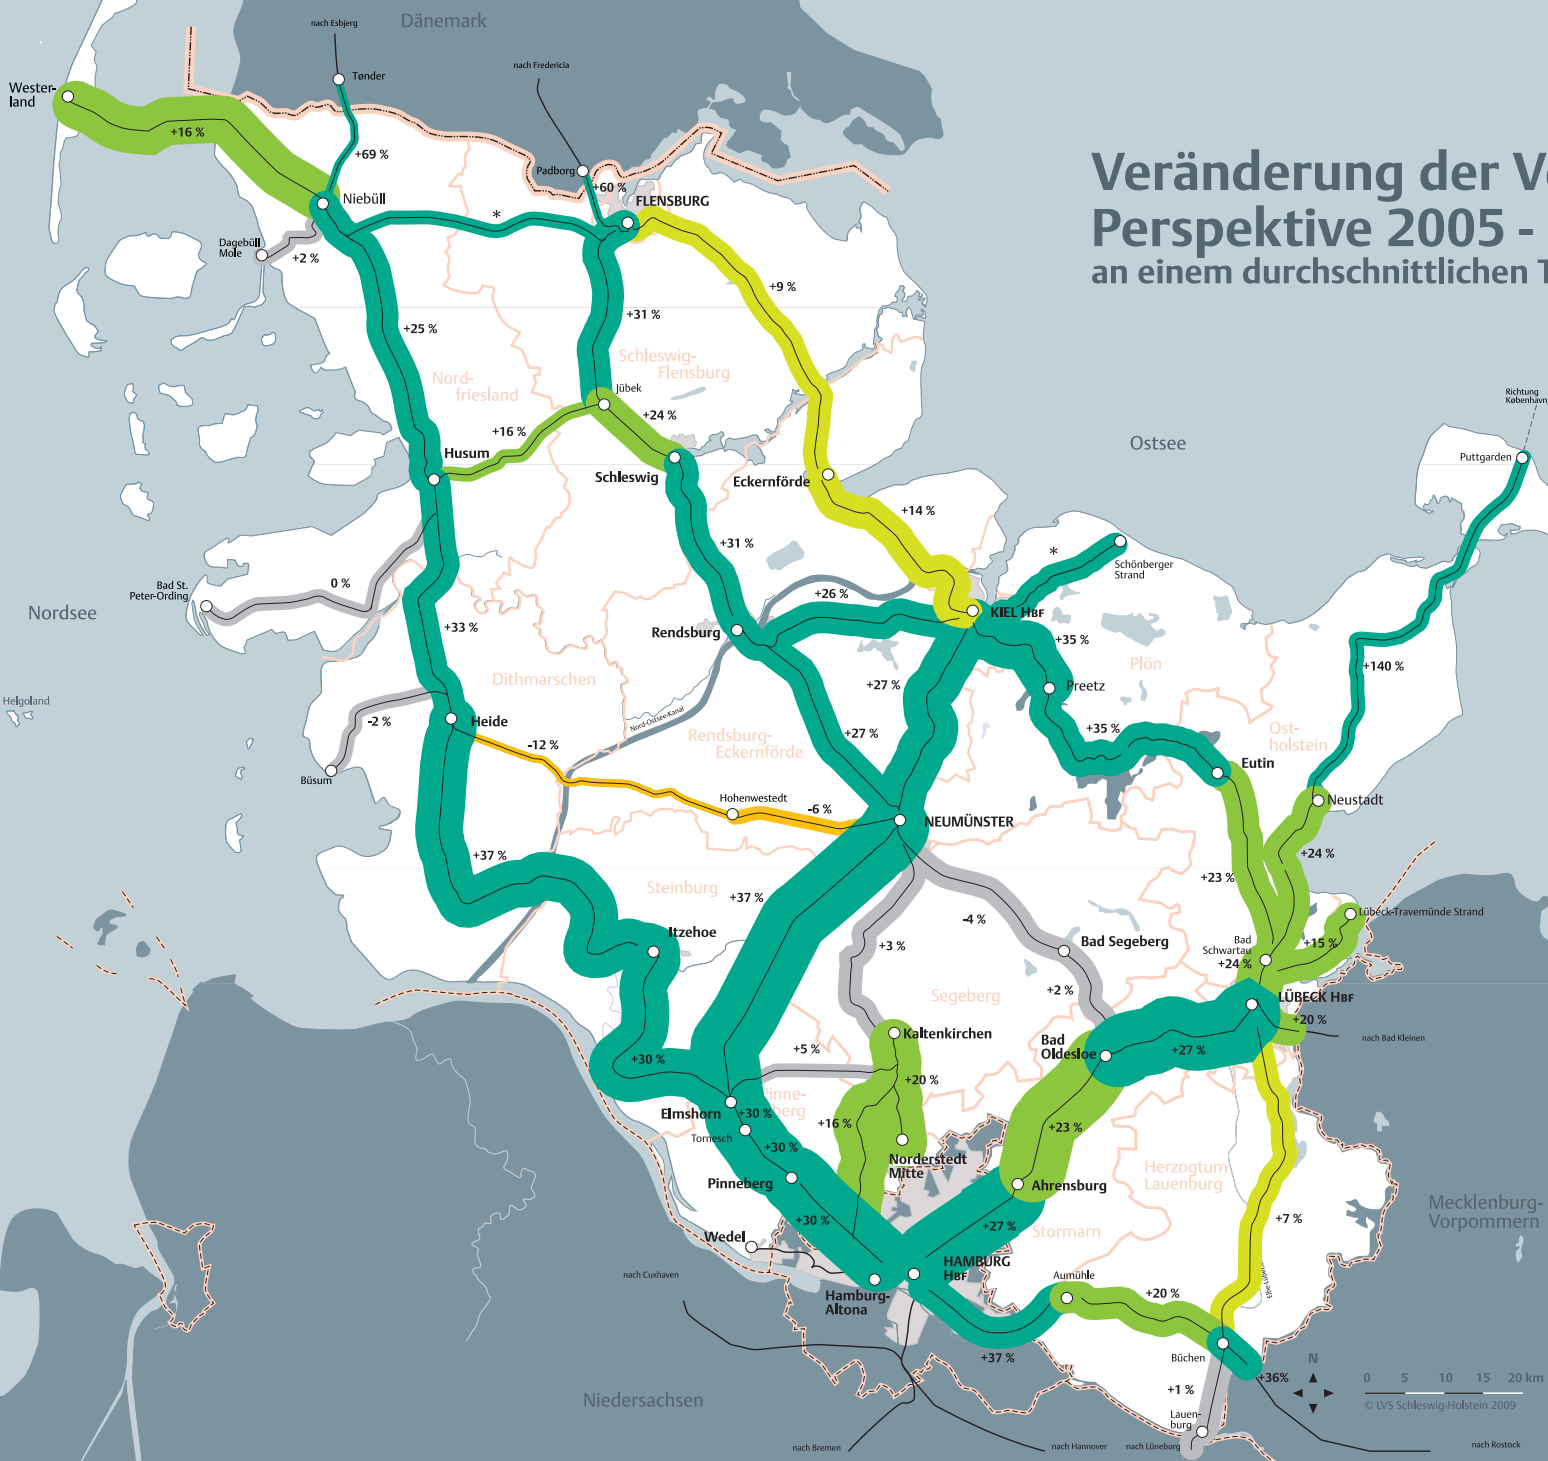 nach Esbjerg
Dänemark
Tønder
nach Fredericia
Wester-
land
+16 %
+69 %
Padborg
+60 %
Niebüll
FLENSBURG
*
Dagebüll
Mole
+2 %
Veränderung der
Perspektive 2005 -
an einem durchschnittlichen
+9 %
+25 %
+31 %
Schleswig-
Flensburg
Nord-
friesland
Jübek
+24 %
+16 %
Husum
Schleswig
Eckernförde
Ostsee
Richtung
København
Puttgarden
+14 %
+31 %
*
Schönberger
Strand
0 %
Bad St.
Peter-Ording
Nordsee
+26 %
KIEL HBF
+33 %
Rendsburg
+35 %
Plön
Preetz
+140 %
Dithmarschen
+27 %
Helgoland
-2 %
Heide
Nord-Ostsee-Kanal
Rendsburg-
Eckernförde
+27 %
+35 %
Ost-
holstein
-12 %
Eutin
Büsum
Hohenwestedt
-6 %
NEUMÜNSTER
Neustadt
+37 %
+24 %
+23 %
Steinburg
+37 %
-4 %
Lübeck-Travemünde Strand
Itzehoe
+3 %
Bad Segeberg
Bad
Schwartau
+15 %
+24 %
+2 %
Segeberg
LÜBECK HBF
+20 %
Kaltenkirchen
Bad
Oldesloe
nach Bad Kleinen
+5 %
+27 %
+30 %
+20 %
Pinne-
berg
Elmshorn
+30 %
Tornesch
+16 %
+23 %
+30 %
Norderstedt
Mitte
Herzogtum
Lauenburg
Pinneberg
Ahrensburg
Mecklenburg-
Vorpommern
+30 %
+27 %
+7 %
Stormarn
Wedel
HAMBURG
HBF
nach Cuxhaven
Aumühle
Hamburg-
Altona
+20 %
+37 %
Büchen
+36%
N
0 5 10 15 20 km
© LVS Schleswig-Holstein 2009
+1 %
Niedersachsen
Lauen-
burg
nach Bremen
nach Hannover
nach Lüneburg
nach Rostock